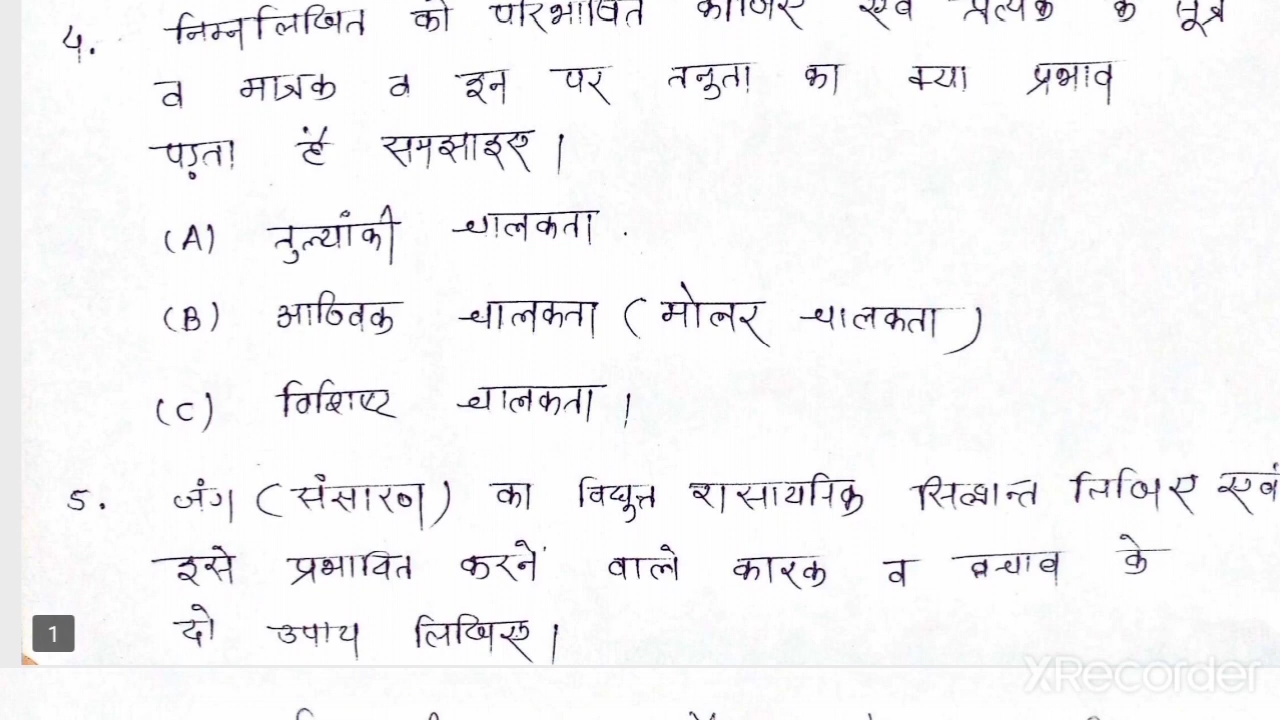 4. निम्नलिखित को परिभाषित कीजिए एवं प्रत्येक के सूत्र
व मात्रक व इन पर तनुता का क्या प्रभाव
पड़ता है समझाइए।
(A) तुल्यांकी चालकता.
(B) आण्विक चालकता (मोलर चालकता)
(C) विशिष्ट चालकता।
5. जंग (संसारण) का विद्युत रासायनिक सिद्धान्त लिखिए एवं
इसे प्रभावित करनें वाले कारक व बचाव के
दो उपाय लिखिए।
1
XRecorder